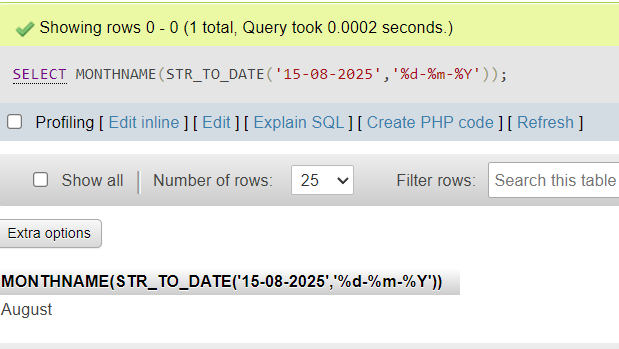 Showing rows 0 - 0 (1 total, Query took 0.0002 seconds.)
SELECT MONTHNAME(STR_TO_DATE('15-08-2025','%d-%m-%Y'));
Profiling [ Edit inline ] [ Edit ] [ Explain SQL ] [ Create PHP code ] [ Refresh ]
Show all Number of rows: 25 Filter rows: Search this table
Extra options
MONTHNAME(STR_TO_DATE('15-08-2025','%d-%m-%Y'))
August